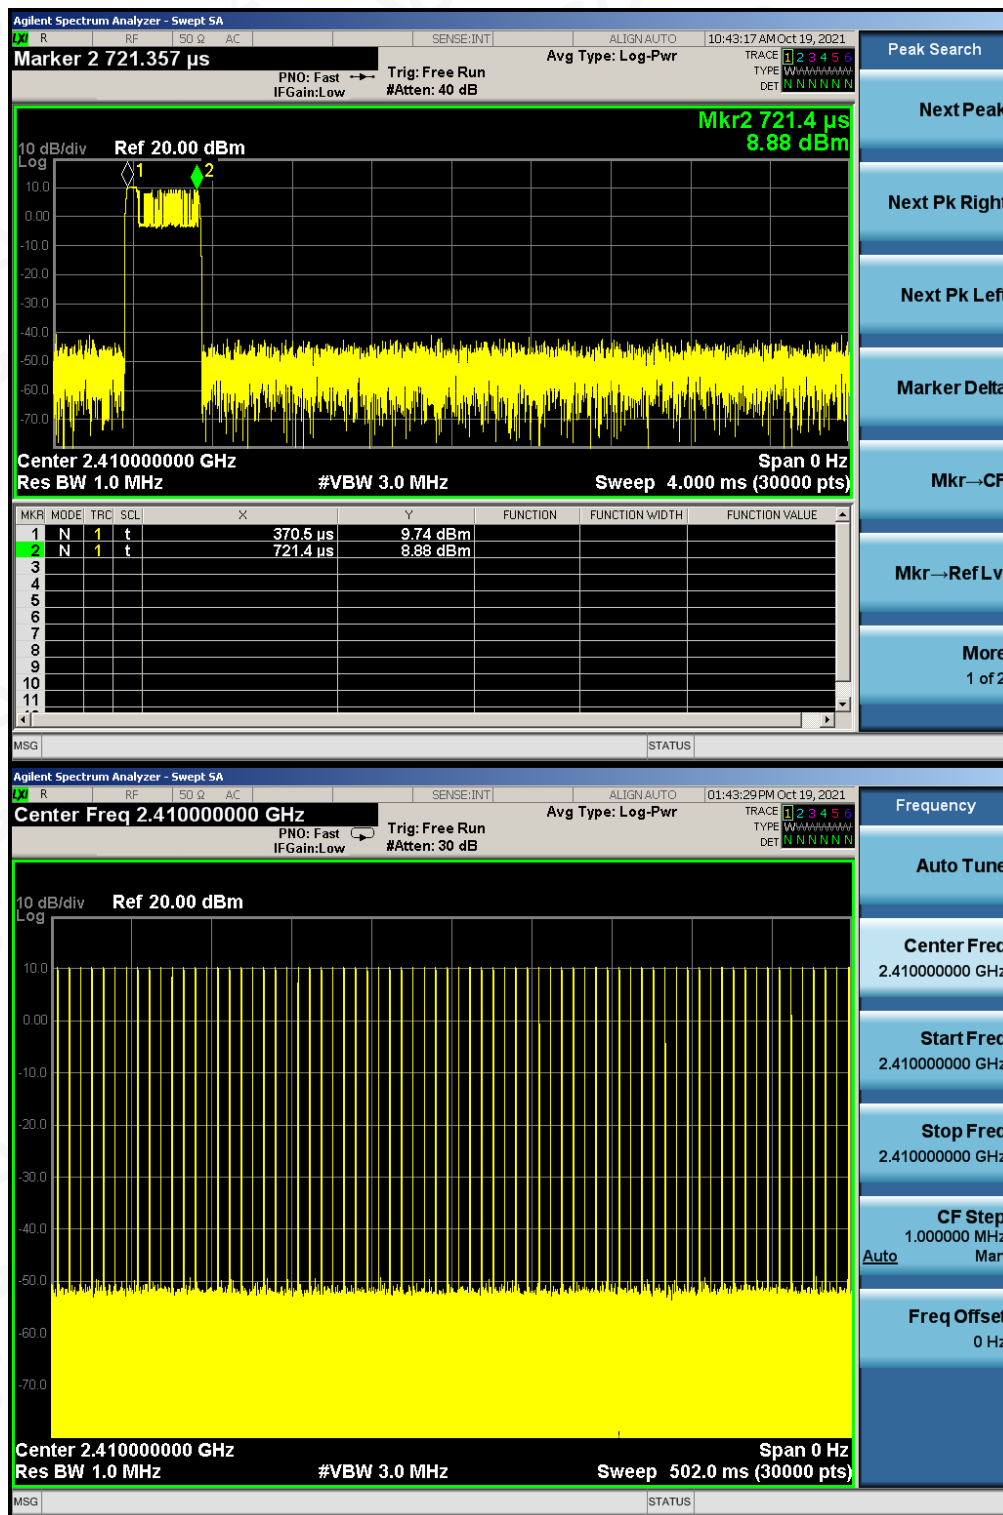 Agilent Spectrum Analyzer - Swept SA
LXI R RF 50 Ω AC SENSE:INT ALIGNAUTO 10:43:17 AM Oct 19, 2021
Marker 2 721.357 µs
PNO: Fast
IFGain:Low
Trig: Free Run
#Atten: 40 dB
Avg Type: Log-Pwr
TRACE 1 2 3 4 5 6
TYPE
DET N N N N N N
Mkr2 721.4 µs
8.88 dBm
10 dB/div
Log
Ref 20.00 dBm
1
2
10.0
0.00
-10.0
-20.0
-30.0
-40.0
-50.0
-60.0
-70.0
Center 2.410000000 GHz Span 0 Hz
Res BW 1.0 MHz #VBW 3.0 MHz Sweep 4.000 ms (30000 pts)
MKR MODE TRC SCL X Y FUNCTION FUNCTION WIDTH FUNCTION VALUE
1 N 1 t 370.5 µs 9.74 dBm
2 N 1 t 721.4 µs 8.88 dBm
3
4
5
6
7
8
9
10
11
MSG STATUS
Peak Search
Next Peak
Next Pk Right
Next Pk Left
Marker Delta
Mkr→CF
Mkr→Ref Lv
More
1 of 2
Agilent Spectrum Analyzer - Swept SA
LXI R RF 50 Ω AC SENSE:INT ALIGNAUTO 01:43:29 PM Oct 19, 2021
Center Freq 2.410000000 GHz
PNO: Fast
IFGain:Low
Trig: Free Run
#Atten: 30 dB
Avg Type: Log-Pwr
TRACE 1 2 3 4 5 6
TYPE
DET N N N N N N
10 dB/div
Log
Ref 20.00 dBm
10.0
0.00
-10.0
-20.0
-30.0
-40.0
-50.0
-60.0
-70.0
Center 2.410000000 GHz Span 0 Hz
Res BW 1.0 MHz #VBW 3.0 MHz Sweep 502.0 ms (30000 pts)
MSG STATUS
Frequency
Auto Tune
Center Freq
2.410000000 GHz
Start Freq
2.410000000 GHz
Stop Freq
2.410000000 GHz
CF Step
1.000000 MHz
Auto Man
Freq Offset
0 Hz